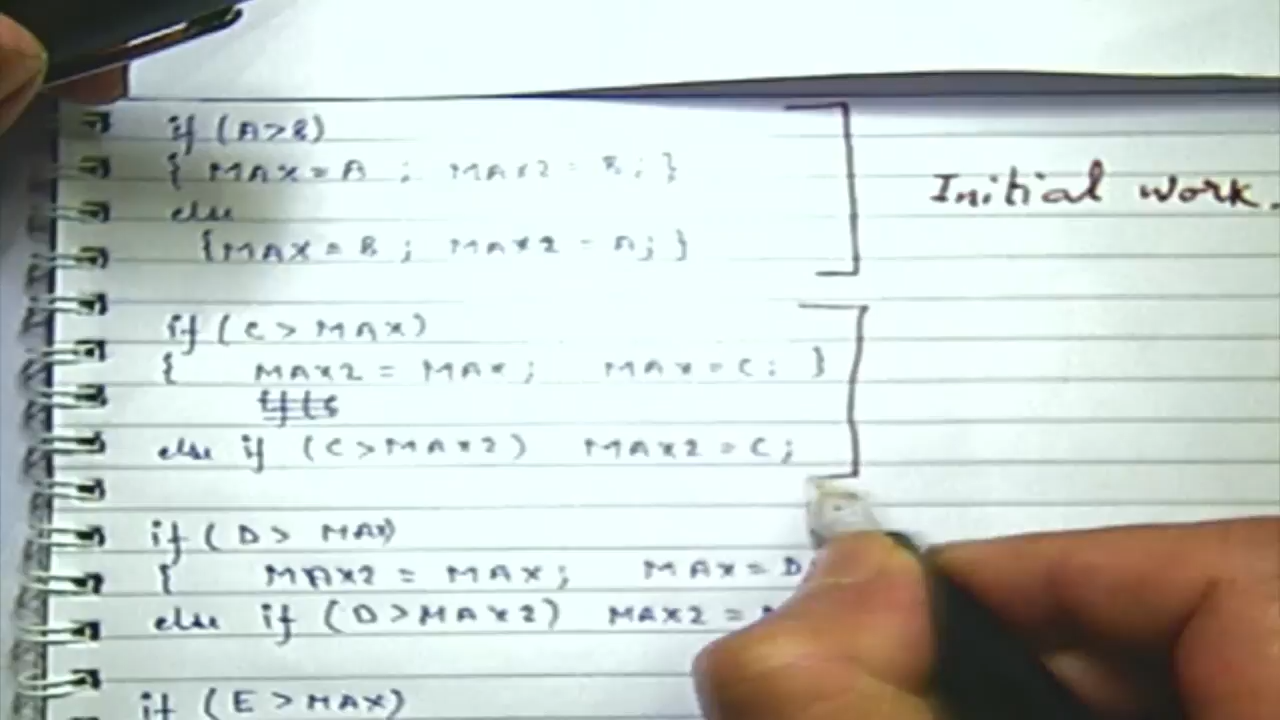 if (A>B)
{ MAX = A ; MAX2 = B ; }
else
{MAX = B ; MAX2 = A; }
Initial work.
if ( C > MAX)
{ MAX2 = MAX; MAX = C; }
else if (C>MAX2) MAX2 = C;
if ( D > MAX)
{ MAX2 = MAX; MAX = D
else if (D>MAX2) MAX2 =
if (E >MAX)